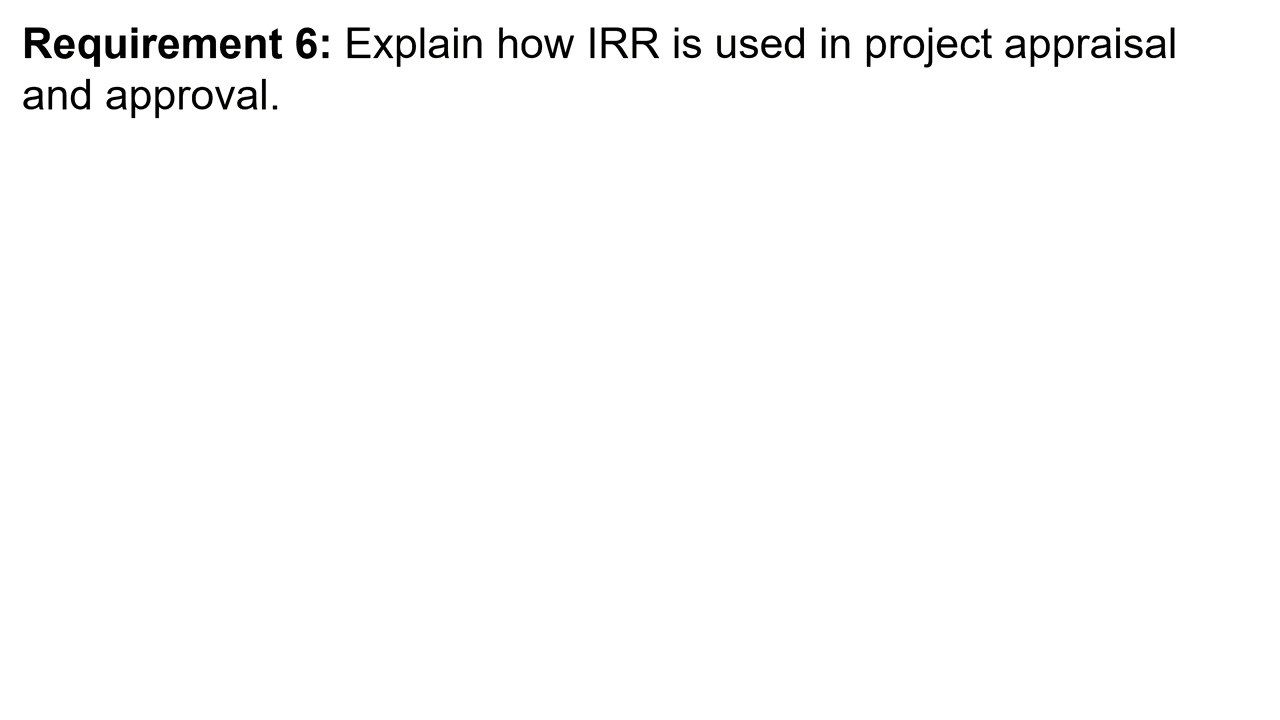 Requirement 6: Explain how IRR is used in project appraisal
and approval.